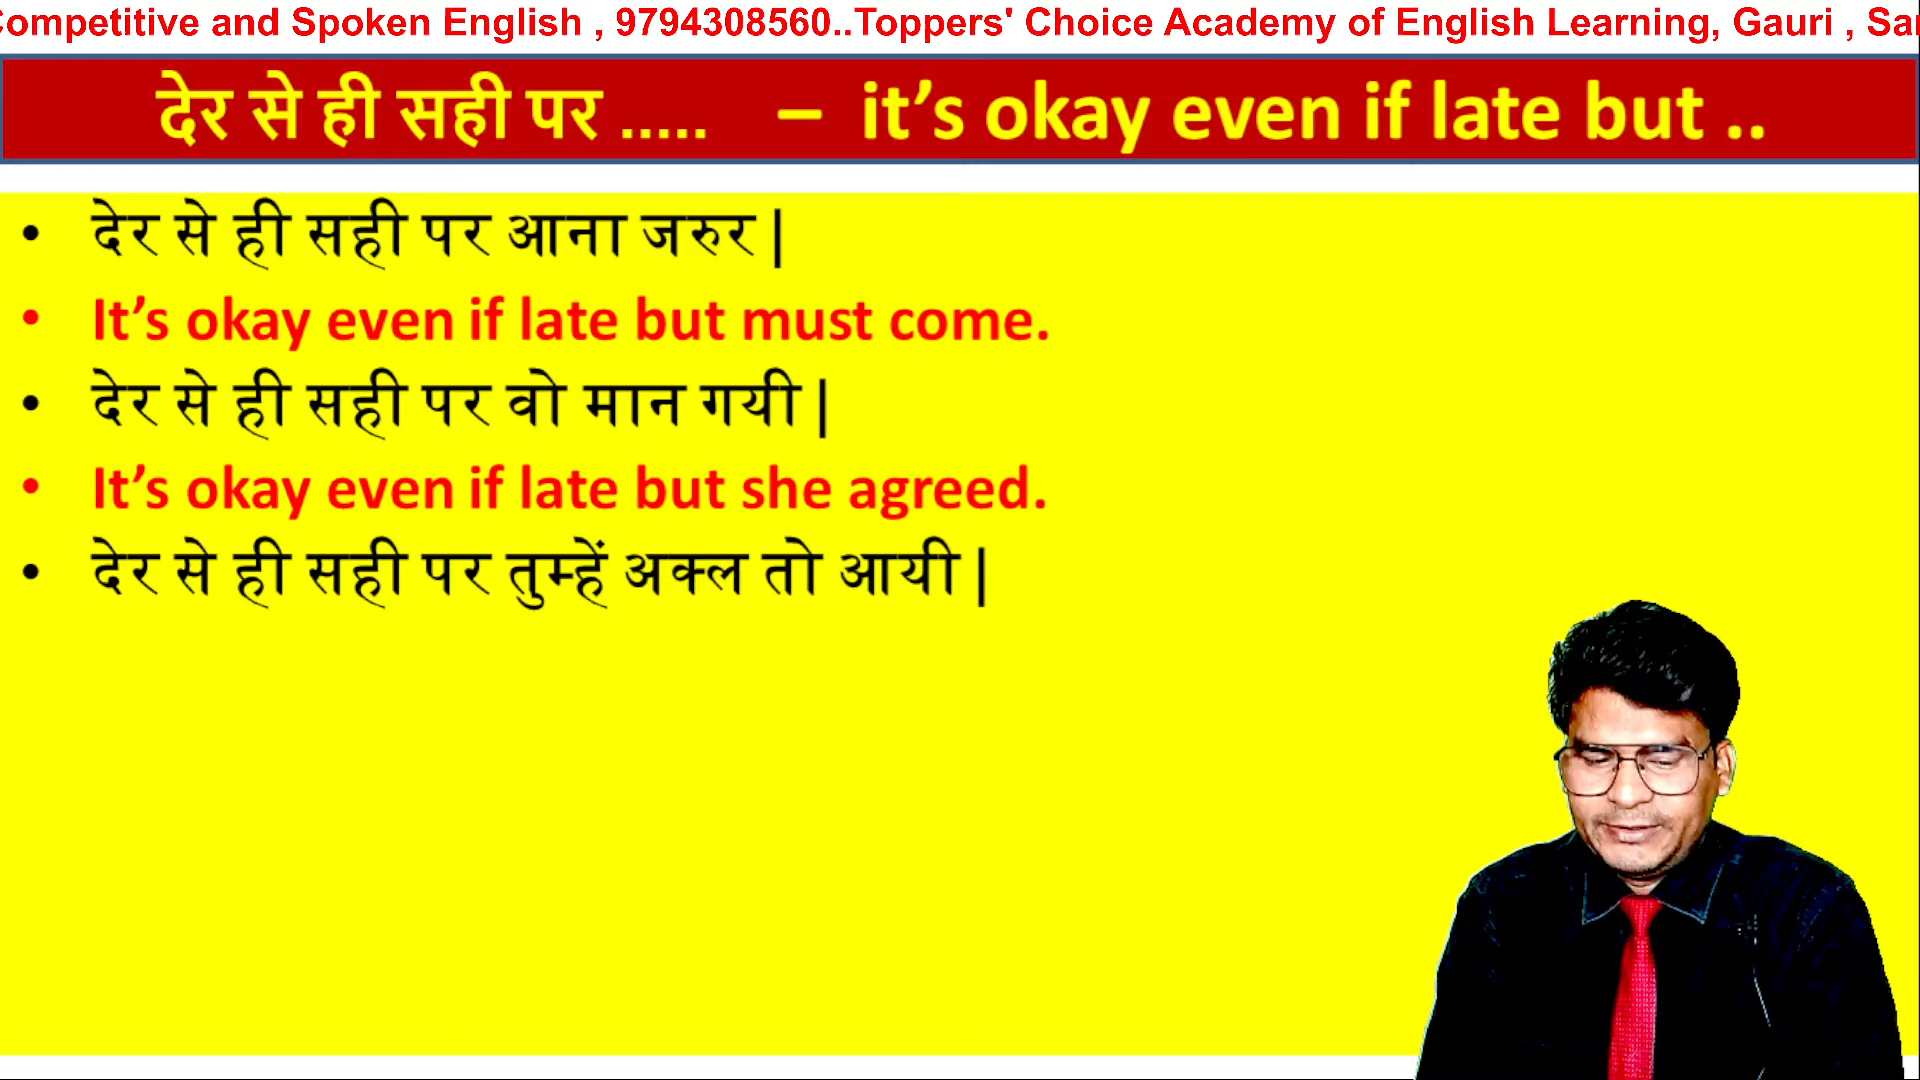 ompetitive and Spoken English , 9794308560..Toppers' Choice Academy of English Learning, Gauri , Sa
देर से ही सही पर ..... – it’s okay even if late but ..
• देर से ही सही पर आना जरुर|
• It’s okay even if late but must come.
• देर से ही सही पर वो मान गयी|
• It’s okay even if late but she agreed.
• देर से ही सही पर तुम्हें अक्ल तो आयी|